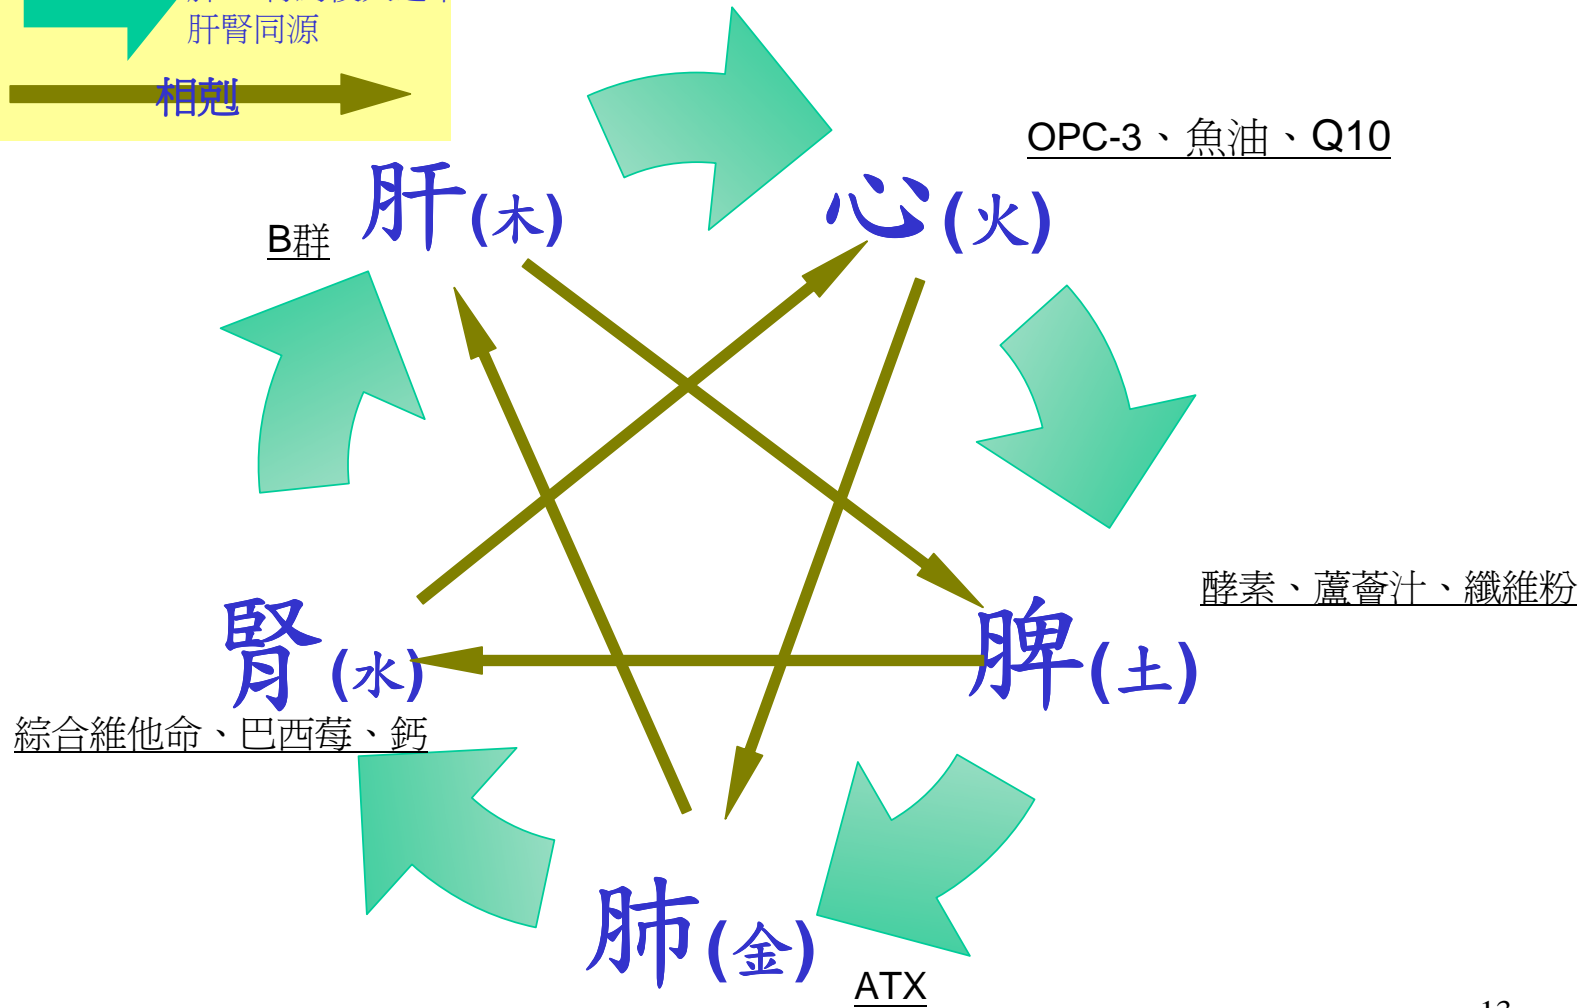 肝腎同源
相剋
OPC-3、魚油、Q10
肝(木)
心(火)
B群
酵素、蘆薈汁、纖維粉
腎(水)
脾(土)
綜合維他命、巴西莓、鈣
肺(金)
ATX